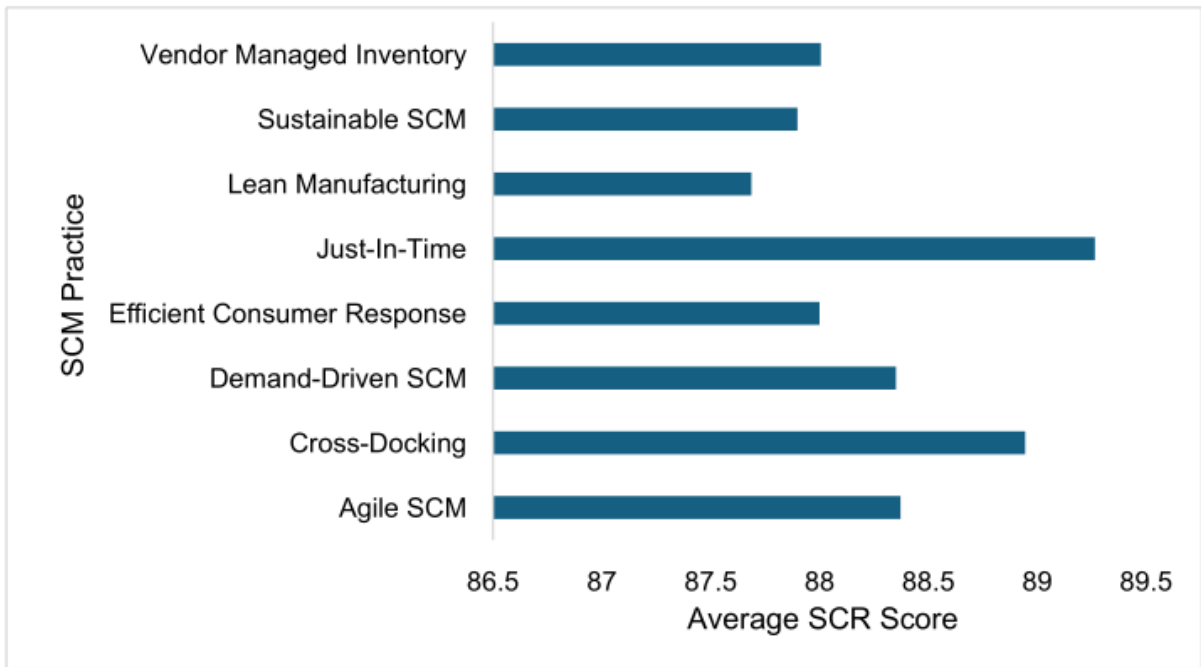 SCM Practice
Vendor Managed Inventory
Sustainable SCM
Lean Manufacturing
Just-In-Time
Efficient Consumer Response
Demand-Driven SCM
Cross-Docking
Agile SCM
86.5 87 87.5 88 88.5 89 89.5
Average SCR Score